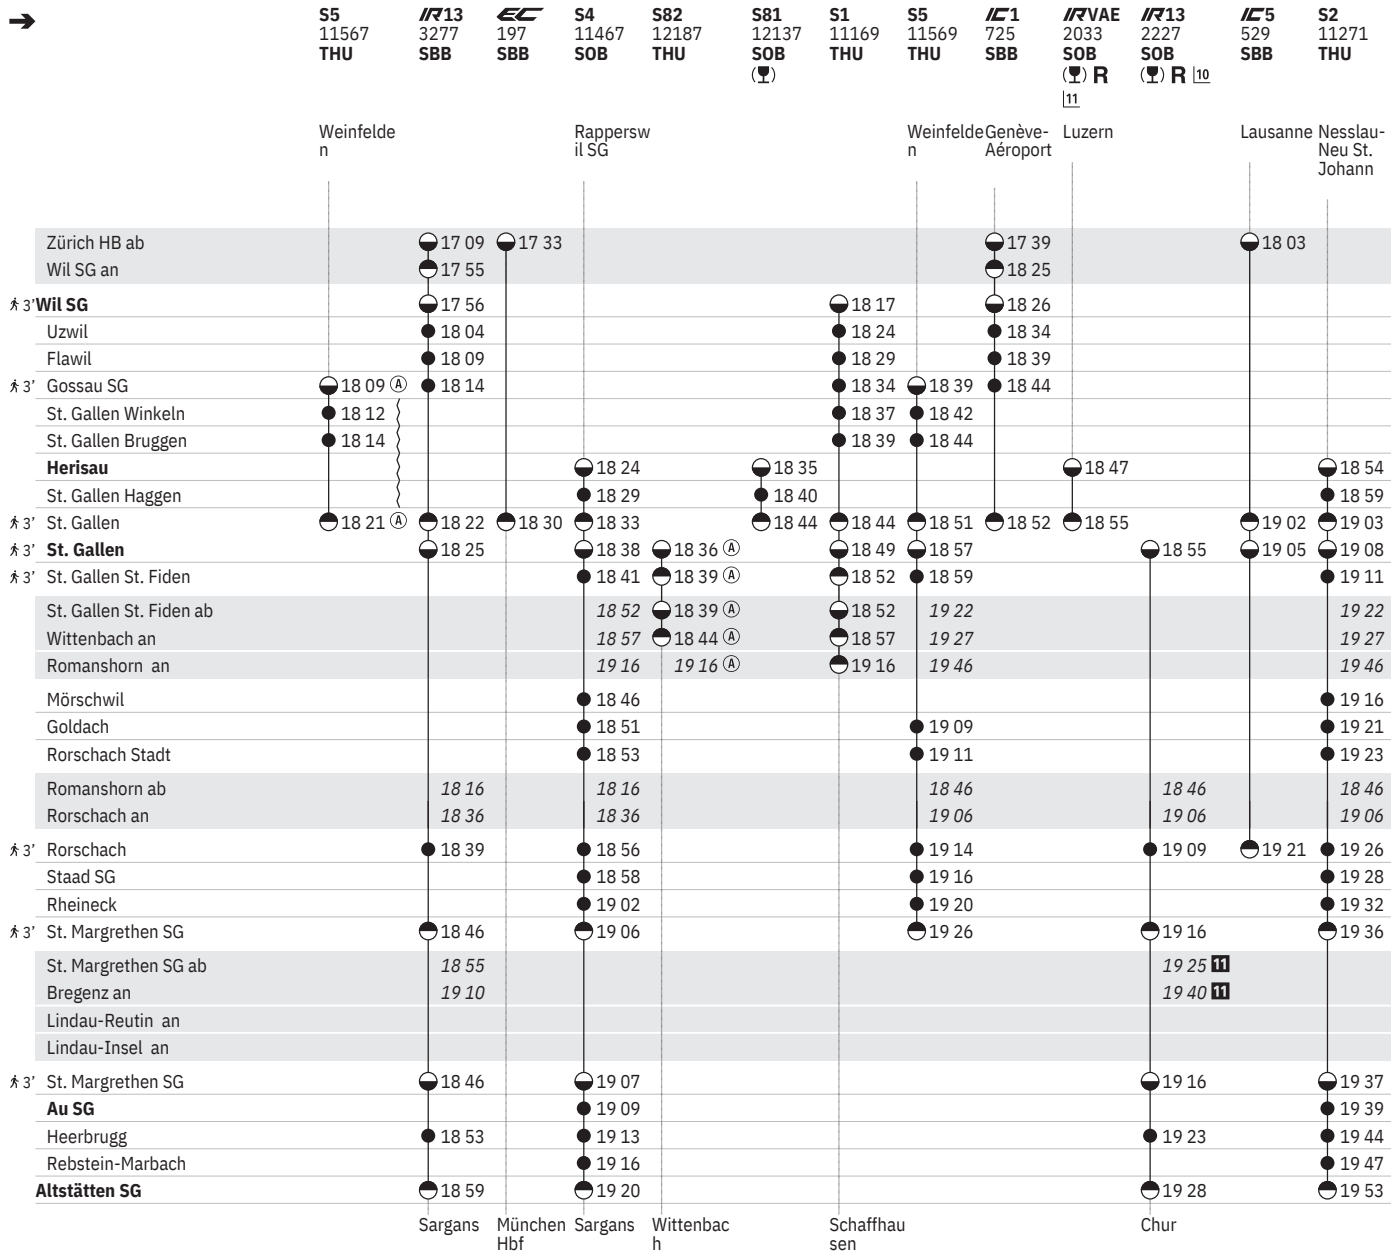 ➔ S5 IR13 EC S4 S82 S81 S1 S5 IC1 IRVAE IR13 IC5 S2
11567 3277 197 11467 12187 12137 11169 11569 725 2033 2227 529 11271
THU SBB SBB SOB THU SOB THU THU SBB SOB SOB SBB THU
R R 10
11
Weinfelde Rappersw Weinfelde Genève- Luzern Lausanne Nesslau-
n il SG n Aéroport Neu St.
Johann
Zürich HB ab 17 09 17 33 17 39 18 03
Wil SG an 17 55 18 25
3' Wil SG 17 56 18 17 18 26
Uzwil 18 04 18 24 18 34
Flawil 18 09 18 29 18 39
3' Gossau SG 18 09 A 18 14 18 34 18 39 18 44
St. Gallen Winkeln 18 12 18 37 18 42
St. Gallen Bruggen 18 14 18 39 18 44
Herisau 18 24 18 35 18 47 18 54
St. Gallen Haggen 18 29 18 40 18 59
3' St. Gallen 18 21 A 18 22 18 30 18 33 18 44 18 44 18 51 18 52 18 55 19 02 19 03
3' St. Gallen 18 25 18 38 18 36 A 18 49 18 57 18 55 19 05 19 08
3' St. Gallen St. Fiden 18 41 18 39 A 18 52 18 59 19 11
St. Gallen St. Fiden ab 18 52 18 39 A 18 52 19 22 19 22
Wittenbach an 18 57 18 44 A 18 57 19 27 19 27
Romanshorn an 19 16 19 16 A 19 16 19 46 19 46
Mörschwil 18 46 19 16
Goldach 18 51 19 09 19 21
Rorschach Stadt 18 53 19 11 19 23
Romanshorn ab 18 16 18 16 18 46 18 46 18 46
Rorschach an 18 36 18 36 19 06 19 06 19 06
3' Rorschach 18 39 18 56 19 14 19 09 19 21 19 26
Staad SG 18 58 19 16 19 28
Rheineck 19 02 19 20 19 32
3' St. Margrethen SG 18 46 19 06 19 26 19 16 19 36
St. Margrethen SG ab 18 55 19 25 11
Bregenz an 19 10 19 40 11
Lindau-Reutin an
Lindau-Insel an
3' St. Margrethen SG 18 46 19 07 19 16 19 37
Au SG 19 09 19 39
Heerbrugg 18 53 19 13 19 23 19 44
Rebstein-Marbach 19 16 19 47
Altstätten SG 18 59 19 20 19 28 19 53
Sargans München Sargans Wittenbac Schaffhau Chur
Hbf h sen